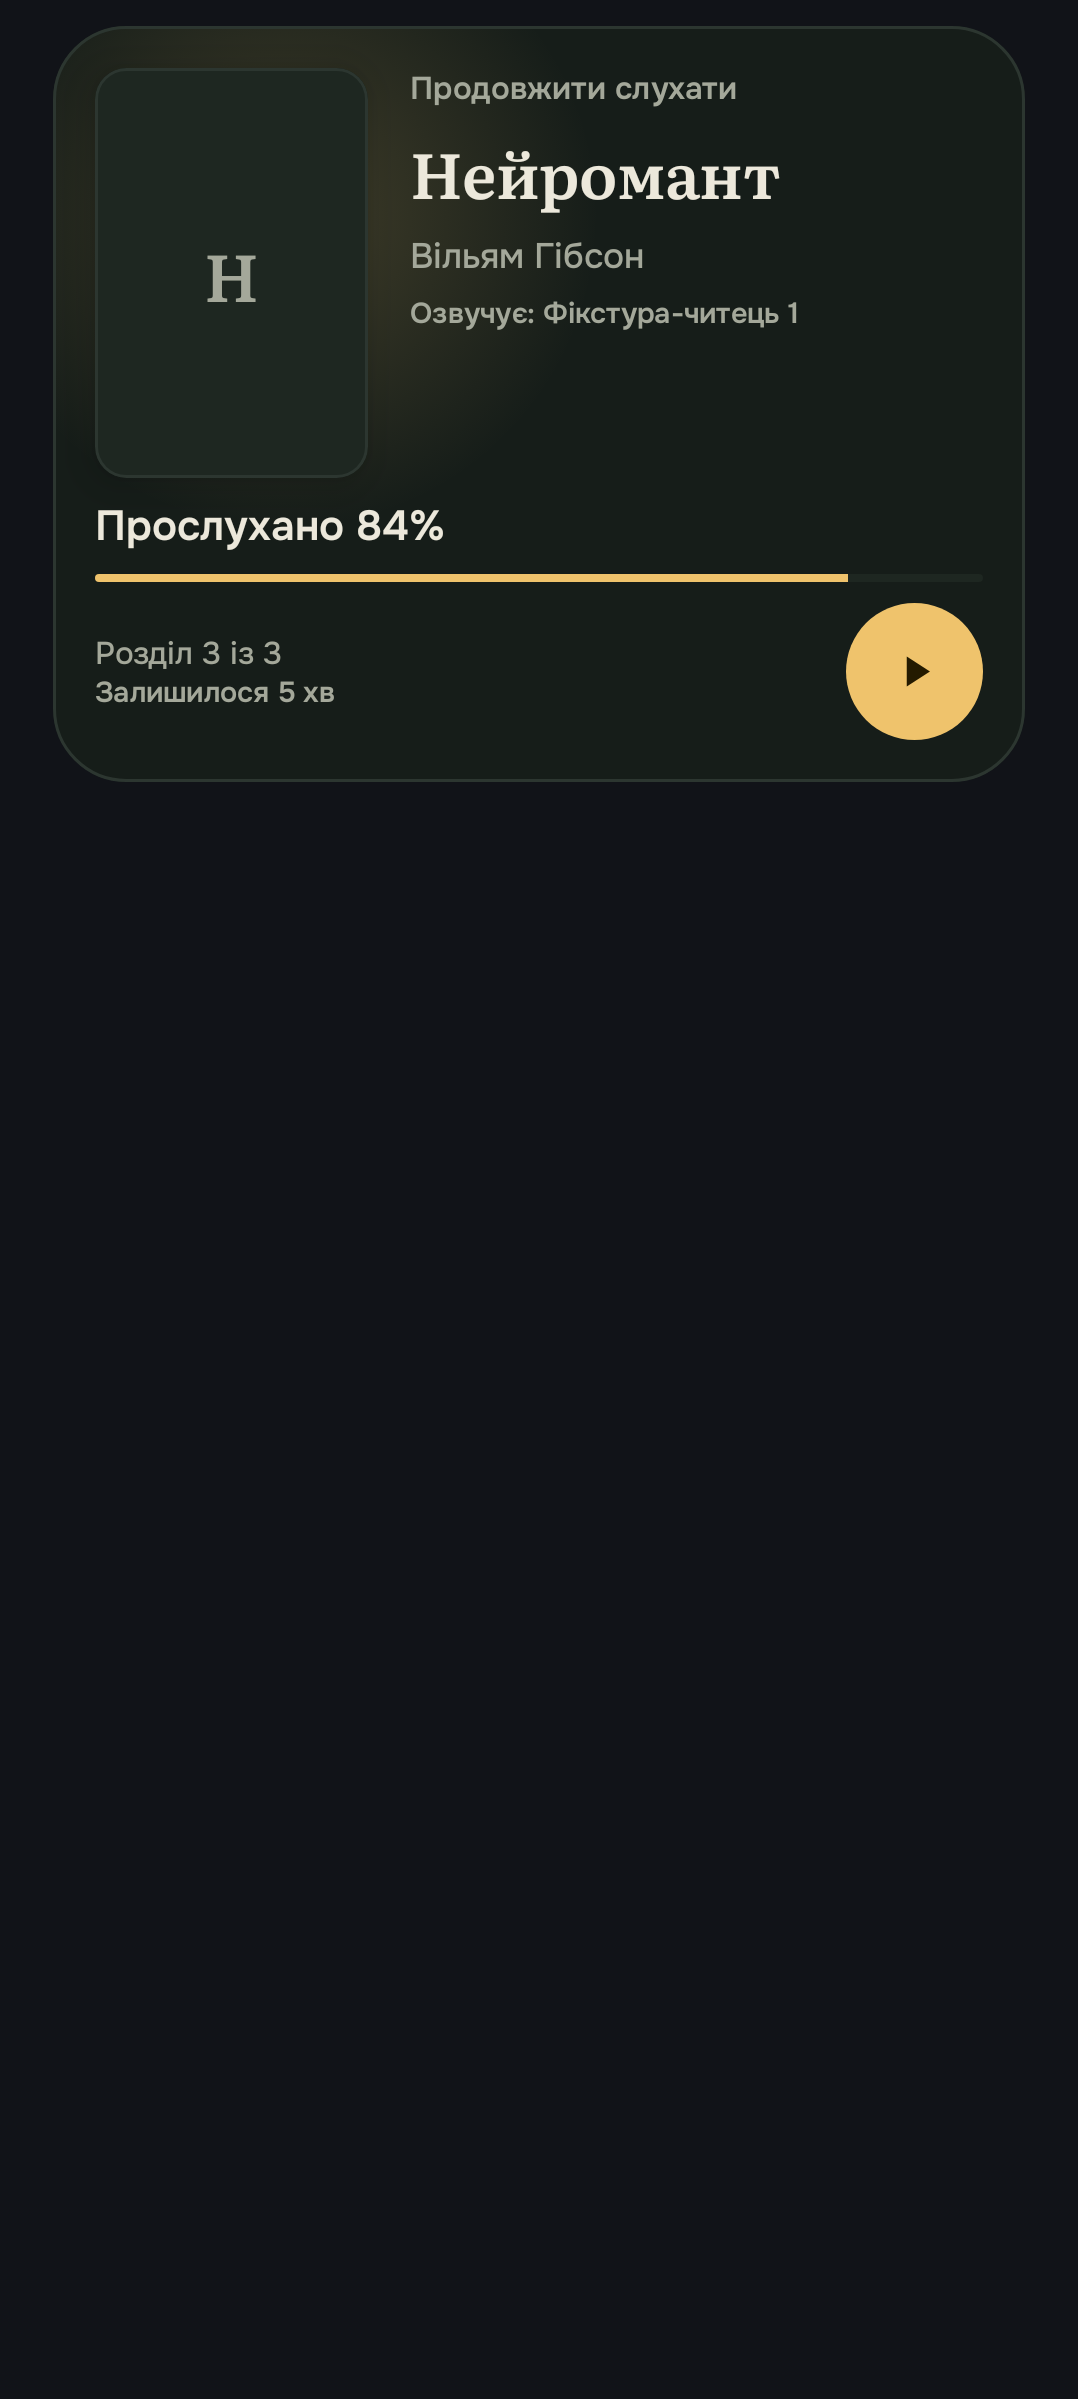 Продовжити слухати
Нейромант
Вільям Гібсон
Озвучує: Фікстура-читець 1
Н
Прослухано 84%
Розділ 3 із 3
Залишилося 5 хв